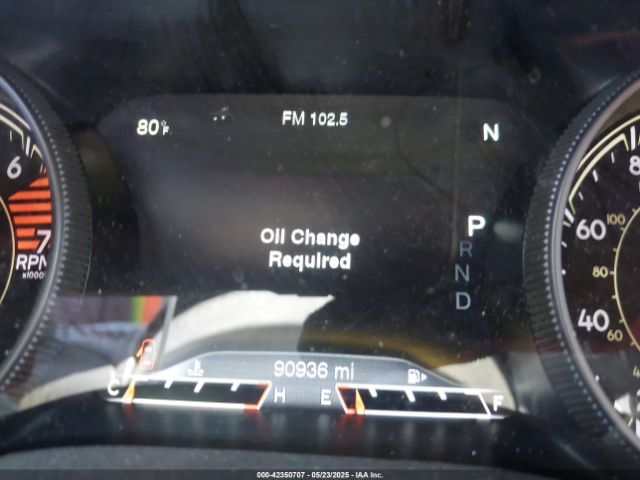 80°F
FM 102.5
N
6
7
RPM
x1000
Oil Change
Required
P
R
N
D
80
60
40
100
80
60
90936 mi
C
H
E
F
000-42350707 - 05/23/2025 - IAA Inc.